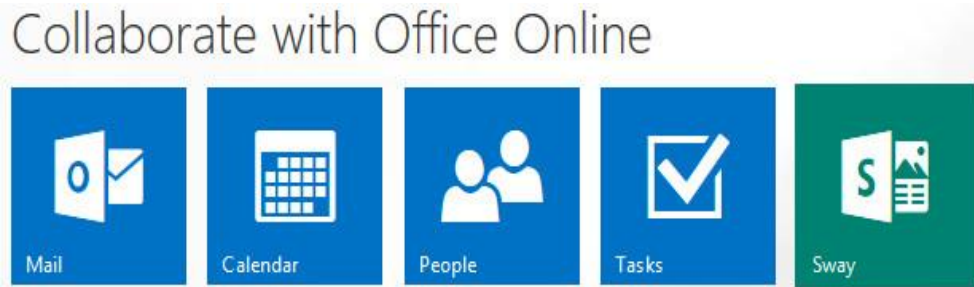 Collaborate with Office Online
O
S
Mail
Calendar
People
Tasks
Sway